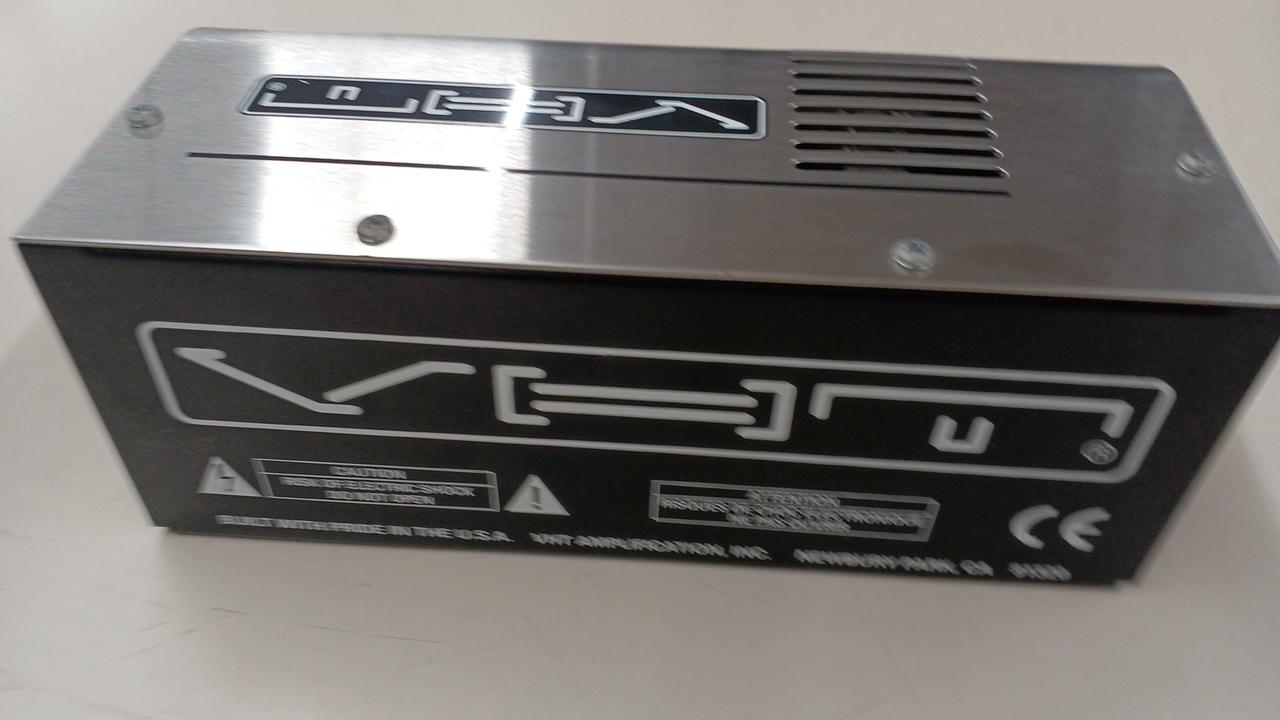 VHT
®
VHT
®
CAUTION
RISK OF ELECTRIC SHOCK
DO NOT OPEN
ATTENTION
BUILT WITH PRIDE IN THE U.S.A. VHT AMPLIFICATION, INC. NEWBURY PARK, CA
CE